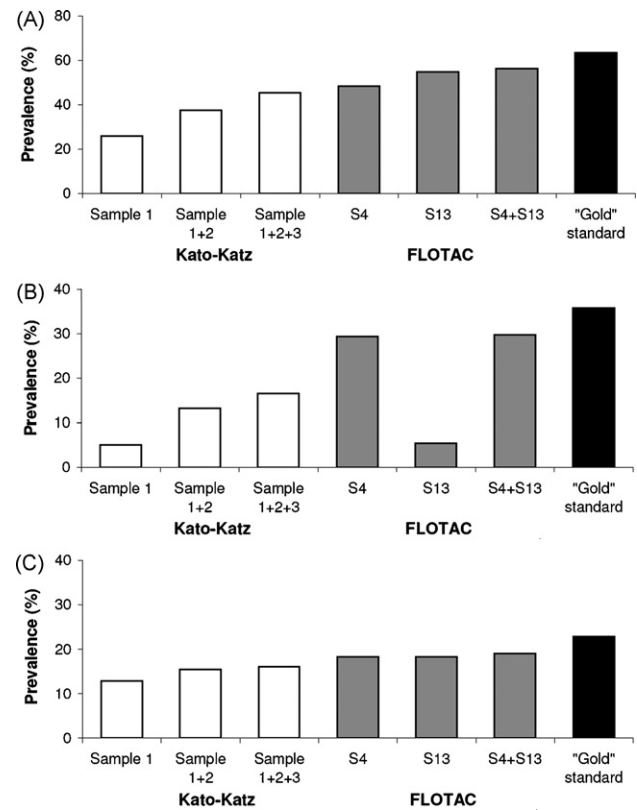 (A)
Prevalence (%)
80
60
40
20
0
Sample 1
Sample
1+2
Sample
1+2+3
S4
S13
S4+S13
"Gold"
standard
Kato-Katz
FLOTAC
(B)
Prevalence (%)
40
30
20
10
0
Sample 1
Sample
1+2
Sample
1+2+3
S4
S13
S4+S13
"Gold"
standard
Kato-Katz
FLOTAC
(C)
Prevalence (%)
40
30
20
10
0
Sample 1
Sample
1+2
Sample
1+2+3
S4
S13
S4+S13
"Gold"
standard
Kato-Katz
FLOTAC